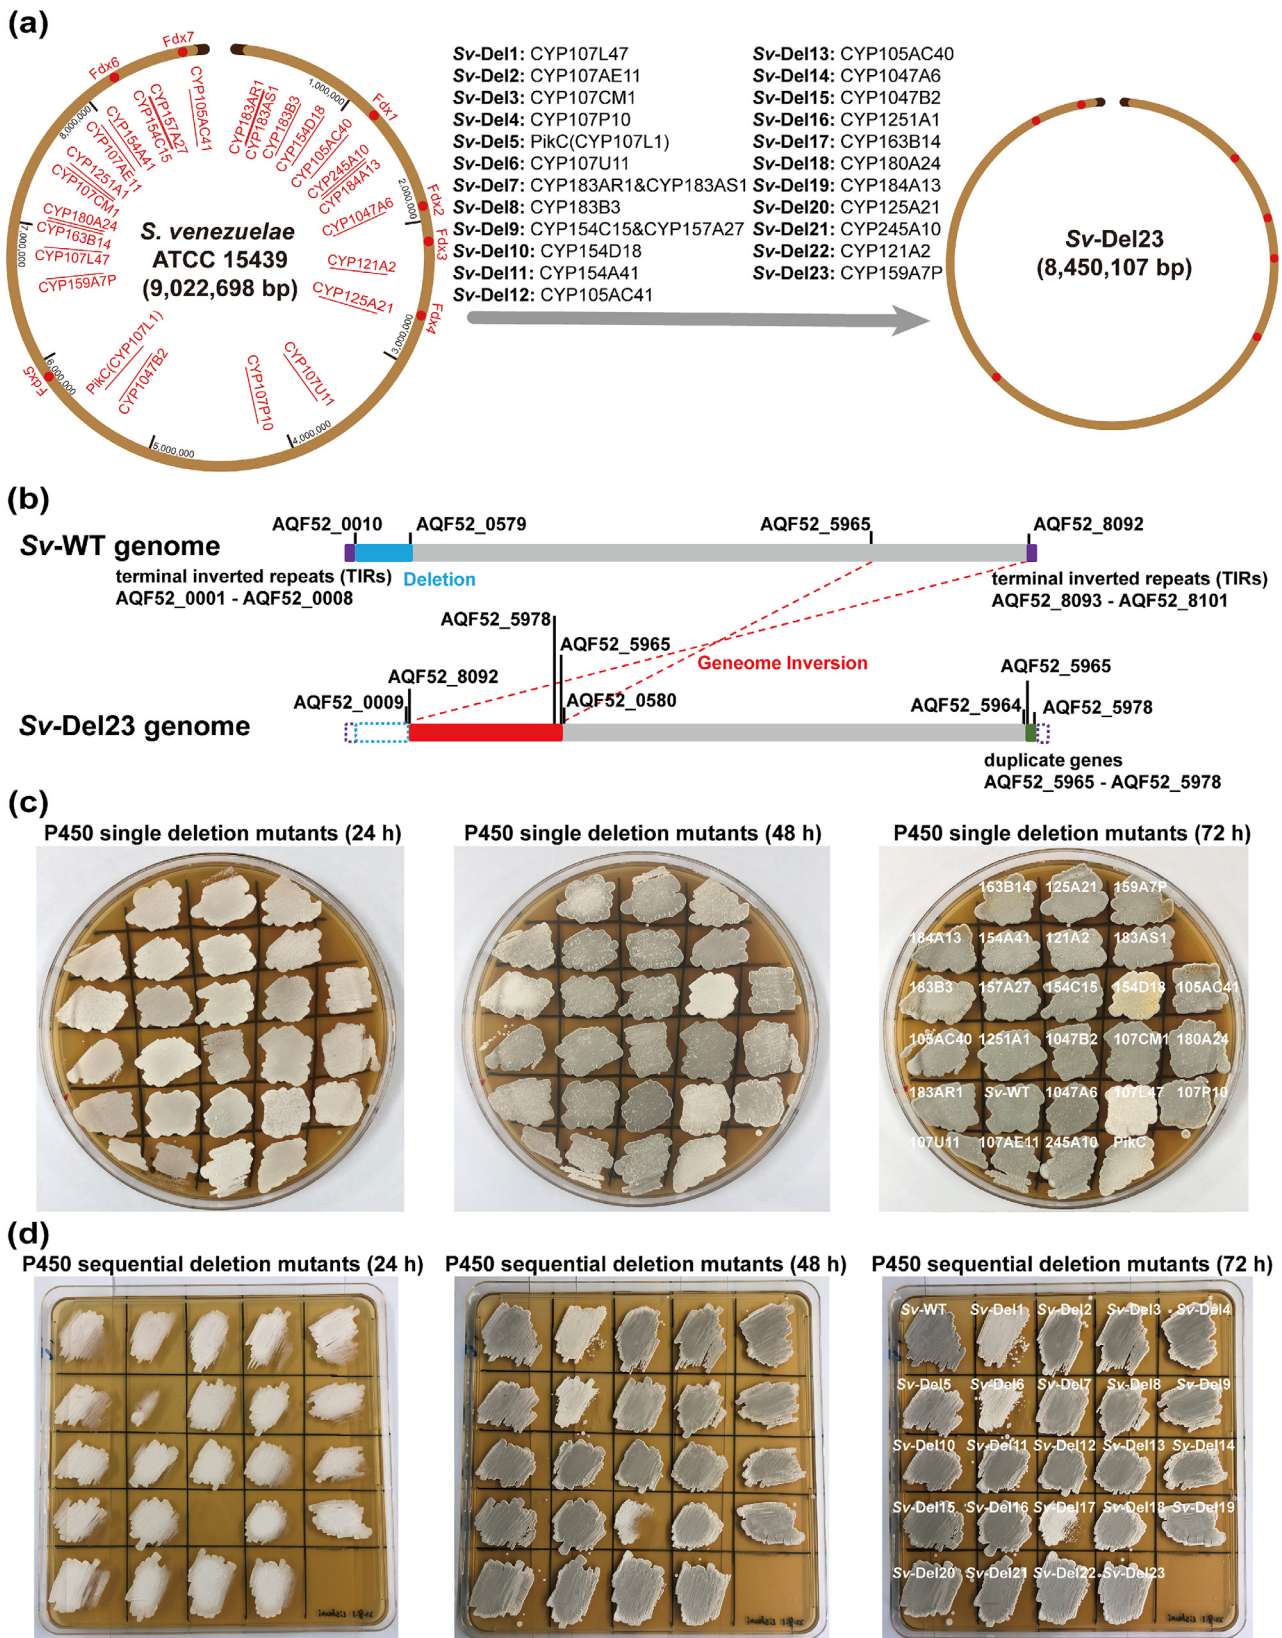 (a)
Fdx7
Fdx6
Fdx1
Fdx2
Fdx3
Fdx4
Fdx5
1,000,000
2,000,000
3,000,000
4,000,000
5,000,000
6,000,000
7,000,000
8,000,000
CYP183AR1
CYP183AS1
CYP183B3
CYP154D18
CYP105AC40
CYP245A10
CYP184A13
CYP1047A6
CYP121A2
CYP125A21
CYP107U11
CYP107P10
CYP1047B2
PikC(CYP107L1)
CYP159A7P
CYP107L47
CYP163B14
CYP180A24
CYP107CM1
CYP1251A1
CYP107AE11
CYP154A41
CYP154C15
CYP157A27
CYP105AC41
S. venezuelae
ATCC 15439
(9,022,698 bp)
Sv-Del1: CYP107L47
Sv-Del2: CYP107AE11
Sv-Del3: CYP107CM1
Sv-Del4: CYP107P10
Sv-Del5: PikC(CYP107L1)
Sv-Del6: CYP107U11
Sv-Del7: CYP183AR1&CYP183AS1
Sv-Del8: CYP183B3
Sv-Del9: CYP154C15&CYP157A27
Sv-Del10: CYP154D18
Sv-Del11: CYP154A41
Sv-Del12: CYP105AC41
Sv-Del13: CYP105AC40
Sv-Del14: CYP1047A6
Sv-Del15: CYP1047B2
Sv-Del16: CYP1251A1
Sv-Del17: CYP163B14
Sv-Del18: CYP180A24
Sv-Del19: CYP184A13
Sv-Del20: CYP125A21
Sv-Del21: CYP245A10
Sv-Del22: CYP121A2
Sv-Del23: CYP159A7P
Sv-Del23
(8,450,107 bp)
(b)
AQF52_0010 AQF52_0579 AQF52_5965 AQF52_8092
Sv-WT genome
terminal inverted repeats (TIRs)
AQF52_0001 - AQF52_0008
Deletion
terminal inverted repeats (TIRs)
AQF52_8093 - AQF52_8101
AQF52_5978
AQF52_5965
Geneome Inversion
AQF52_5965
AQF52_8092
AQF52_0009
AQF52_0580
AQF52_5964
AQF52_5978
Sv-Del23 genome
duplicate genes
AQF52_5965 - AQF52_5978
(c)
P450 single deletion mutants (24 h) P450 single deletion mutants (48 h) P450 single deletion mutants (72 h)
163B14 125A21 159A7P
184A13 154A41 121A2 183AS1
183B3 157A27 154C15 154D18 105AC41
105AC40 1251A1 1047B2 107CM1 180A24
183AR1 Sv-WT 1047A6 107L47 107P10
107U11 107AE11 245A10 PikC
(d)
P450 sequential deletion mutants (24 h) P450 sequential deletion mutants (48 h) P450 sequential deletion mutants (72 h)
Sv-WT Sv-Del1 Sv-Del2 Sv-Del3 Sv-Del4
Sv-Del5 Sv-Del6 Sv-Del7 Sv-Del8 Sv-Del9
Sv-Del10 Sv-Del11 Sv-Del12 Sv-Del13 Sv-Del14
Sv-Del15 Sv-Del16 Sv-Del17 Sv-Del18 Sv-Del19
Sv-Del20 Sv-Del21 Sv-Del22 Sv-Del23